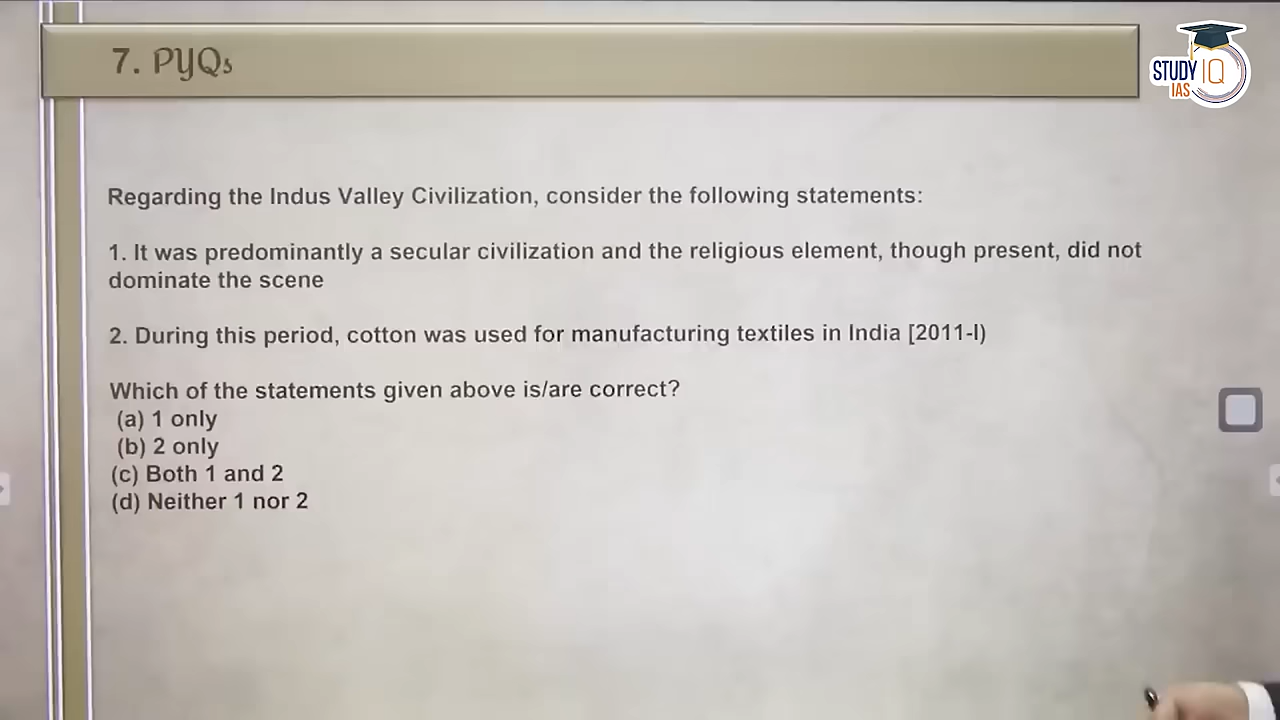 7. PYQs
STUDY IQ
IAS
Regarding the Indus Valley Civilization, consider the following statements:
1. It was predominantly a secular civilization and the religious element, though present, did not
dominate the scene
2. During this period, cotton was used for manufacturing textiles in India [2011-I)
Which of the statements given above is/are correct?
(a) 1 only
(b) 2 only
(c) Both 1 and 2
(d) Neither 1 nor 2